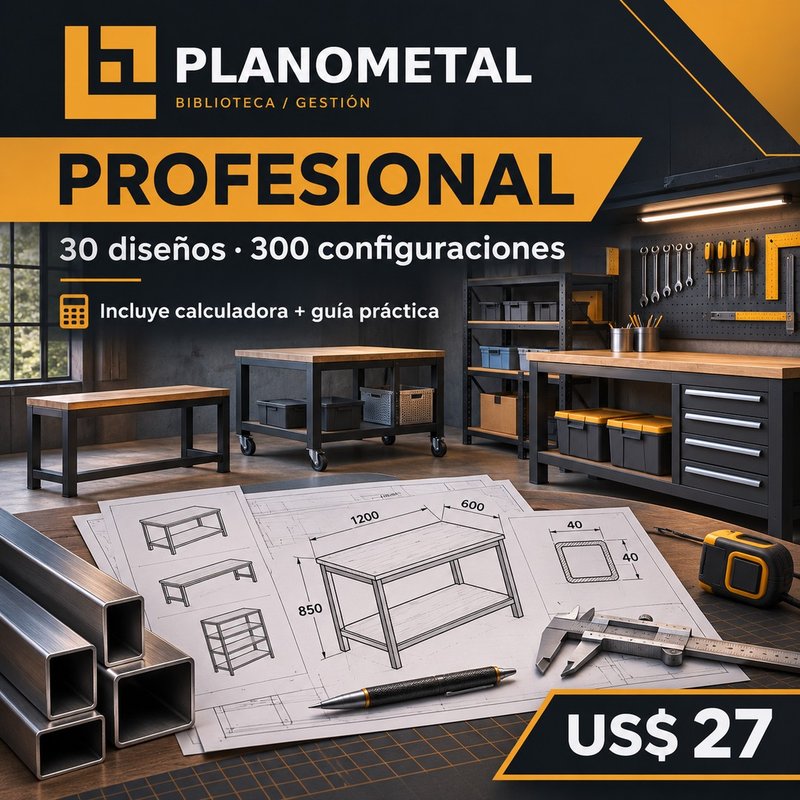 PLANOMETAL
BIBLIOTECA / GESTIÓN
PROFESIONAL
30 diseños · 300 configuraciones
Incluye calculadora + guía práctica
1200
600
850
40
40
US$ 27